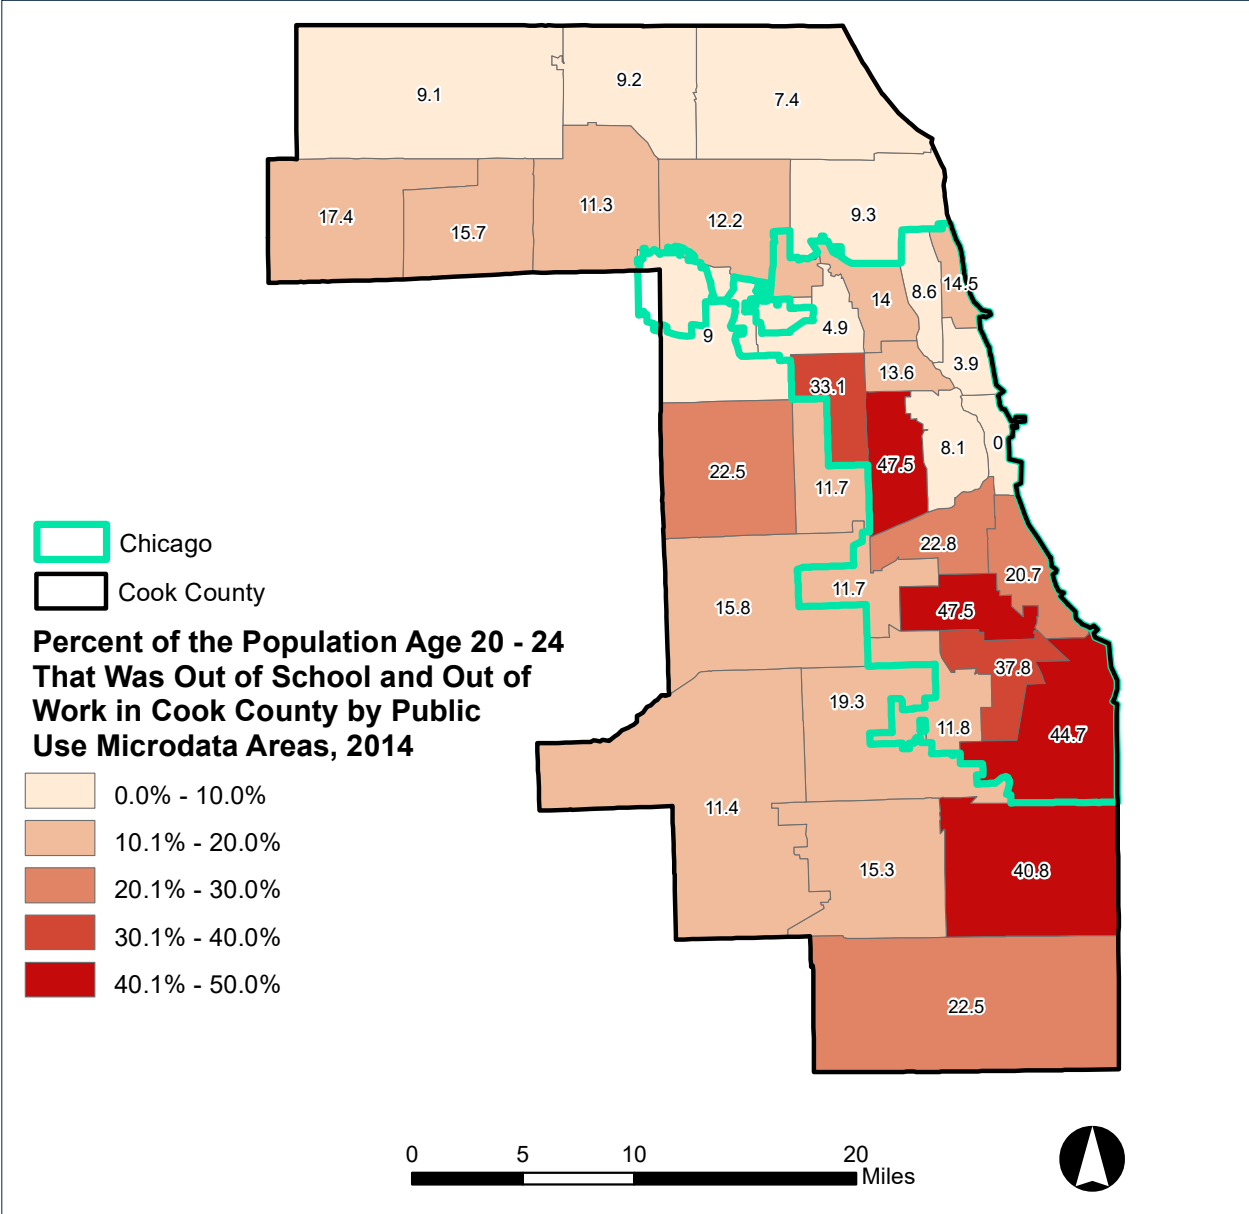 9.1
9.2
7.4
17.4
15.7
11.3
12.2
9.3
14.5
8.6
14
4.9
9
3.9
13.6
33.1
8.1
0
47.5
22.5
11.7
22.8
20.7
11.7
47.5
15.8
37.8
19.3
11.8
44.7
11.4
15.3
40.8
22.5
Chicago
Cook County
Percent of the Population Age 20 - 24
That Was Out of School and Out of
Work in Cook County by Public
Use Microdata Areas, 2014
0.0% - 10.0%
10.1% - 20.0%
20.1% - 30.0%
30.1% - 40.0%
40.1% - 50.0%
0 5 10 20
Miles